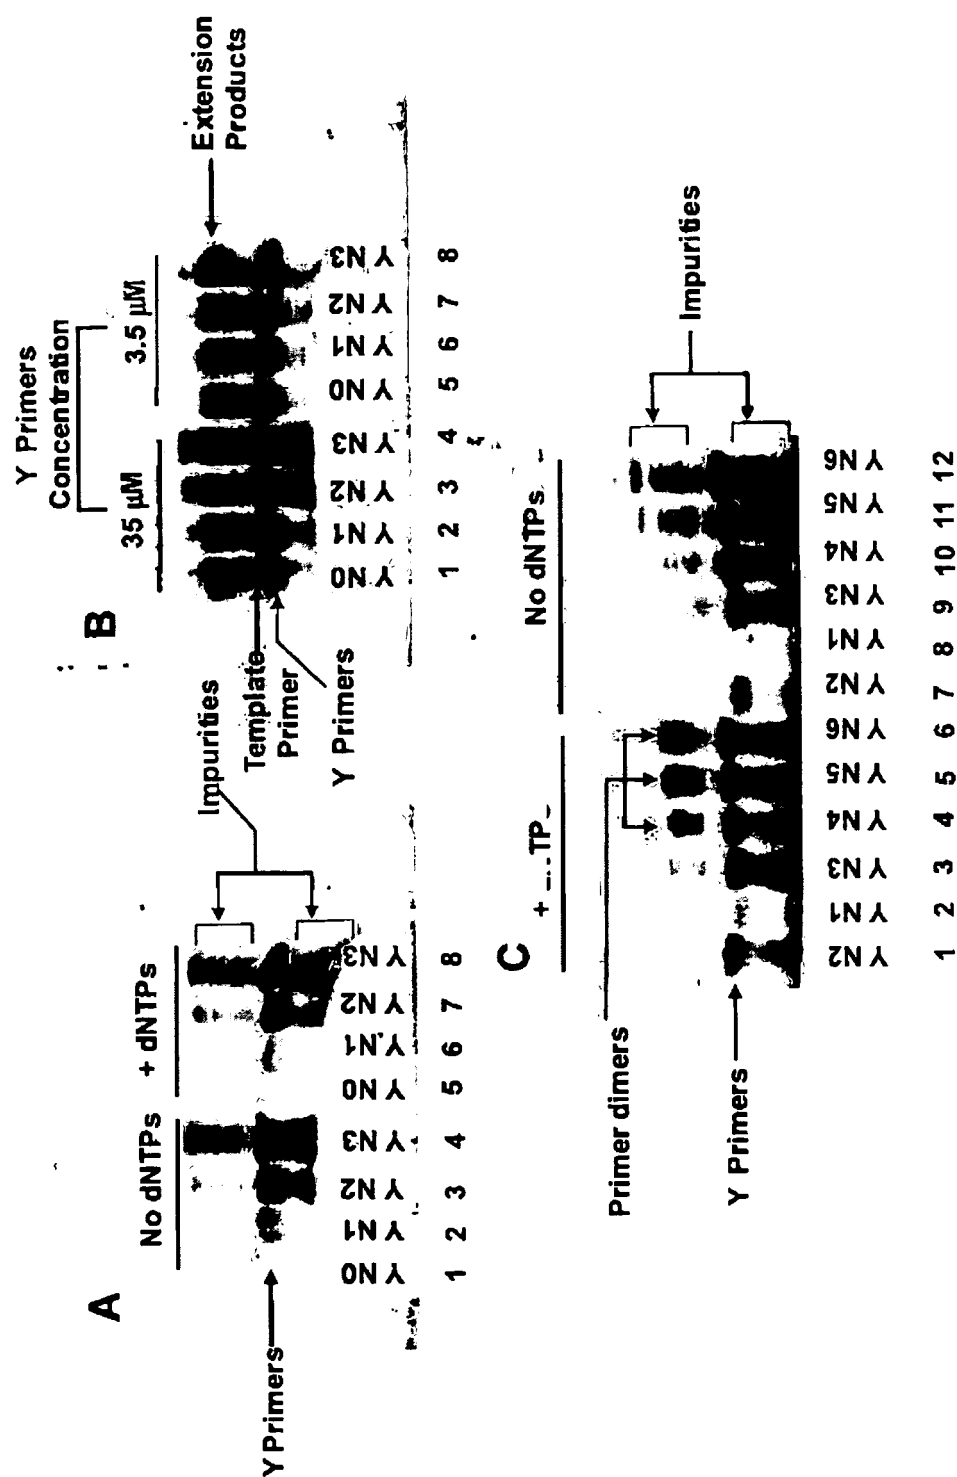 A
No dNTPs
+ dNTPs
Impurities
Y Primers
Y N0
Y N1
Y N2
Y N3
Y N0
Y N1
Y N2
Y N3
1 2 3 4 5 6 7 8
B
Y Primers
Concentration
35 µM
3.5 µM
Extension
Products
Template
Primer
Y Primers
Y N0
Y N1
Y N2
Y N3
Y N0
Y N1
Y N2
Y N3
1 2 3 4 5 6 7 8
C
+
No dNTPs
Primer dimers
Impurities
Y Primers
Y N2
Y N1
Y N3
Y N4
Y N5
Y N6
Y N2
Y N1
Y N3
Y N4
Y N5
Y N6
1 2 3 4 5 6 7 8 9 10 11 12